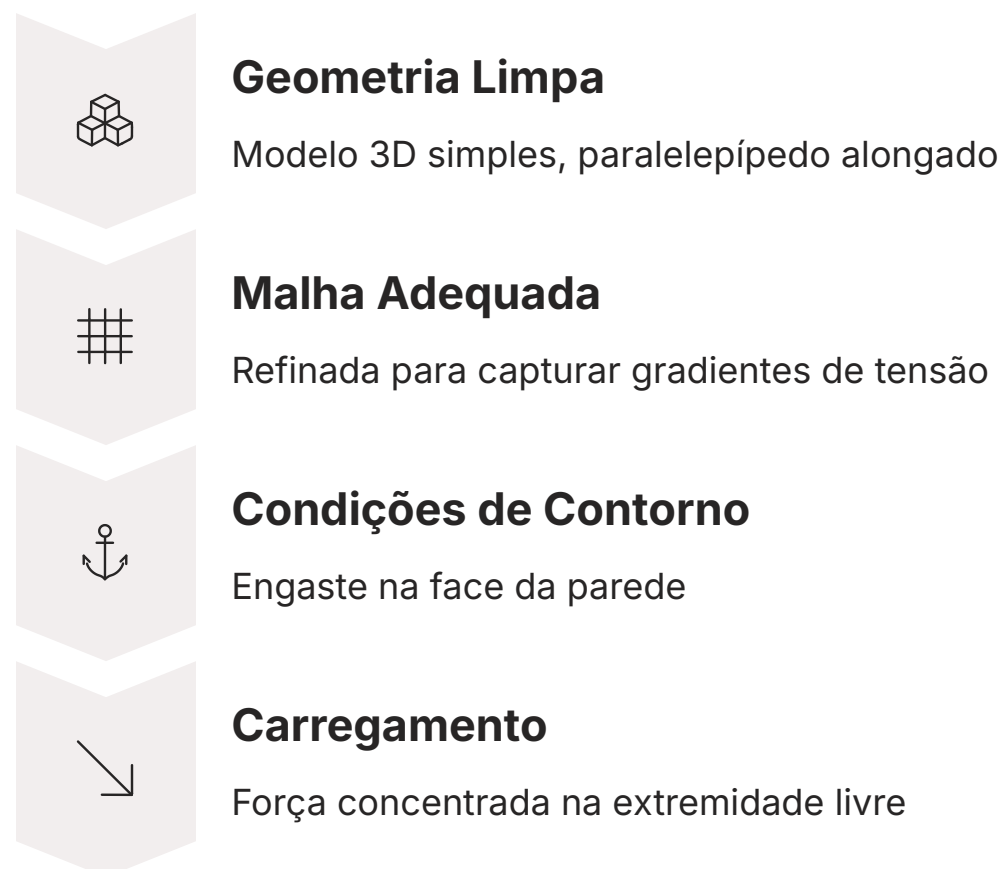 Geometria Limpa
Modelo 3D simples, paralelepípedo alongado
Malha Adequada
Refinada para capturar gradientes de tensão
Condições de Contorno
Engaste na face da parede
Carregamento
Força concentrada na extremidade livre